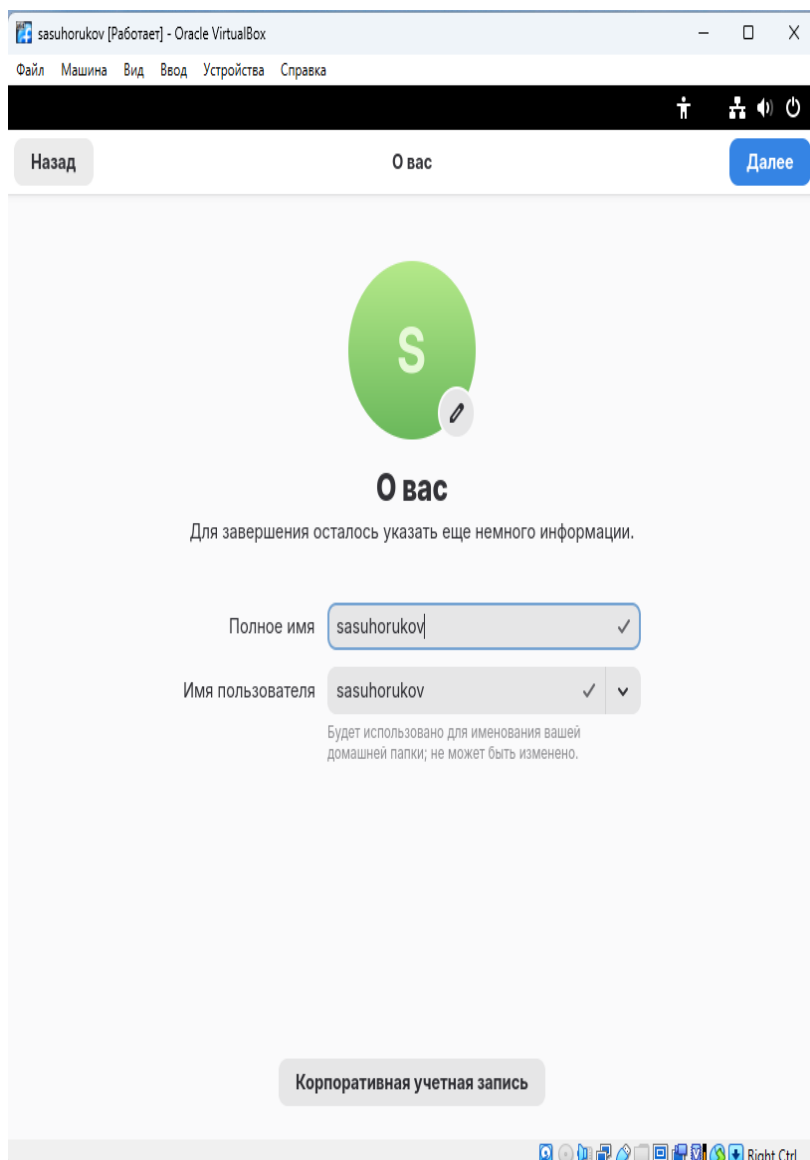 sasuhorukov [Работает] - Oracle VirtualBox
Файл Машина Вид Ввод Устройства Справка
Назад О вас Далее
S
О вас
Для завершения осталось указать еще немного информации.
Полное имя sasuhorukov
Имя пользователя sasuhorukov
Будет использовано для именования вашей
домашней папки; не может быть изменено.
Корпоративная учетная запись
Right Ctrl